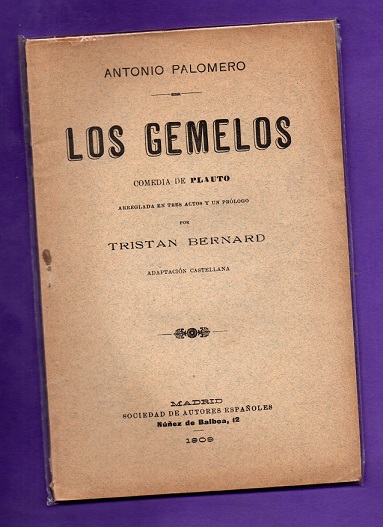 ANTONIO PALOMERO
LOS GEMELOS
COMEDIA DE PLAUTO
ARREGLADA EN TRES ACTOS Y UN PRÓLOGO
POR
TRISTAN BERNARD
ADAPTACIÓN CASTELLANA
MADRID
SOCIEDAD DE AUTORES ESPAÑOLES
Núñez de Balboa, 12
1909